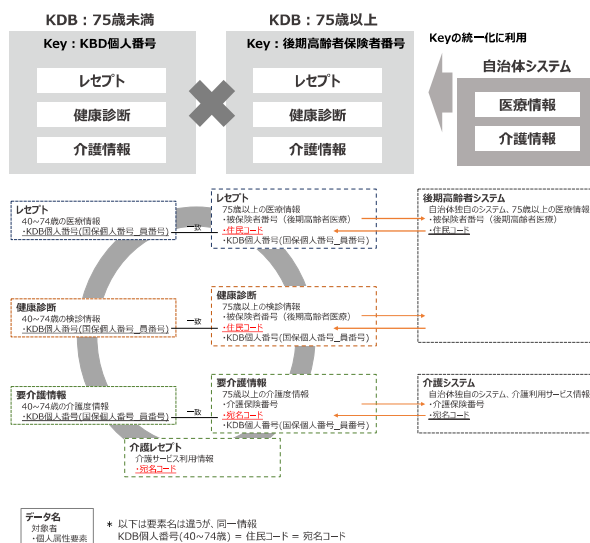 KDB：75歳未満
KDB：75歳以上
Key：KBD個人番号
Key：後期高齢者保険者番号
Keyの統一化に利用
レセプト
健康診断
介護情報
レセプト
健康診断
介護情報
自治体システム
医療情報
介護情報
レセプト
40~74歳の医療情報
・KDB個人番号(国保個人番号_員番号)
一致
レセプト
75歳以上の医療情報
・被保険者番号（後期高齢者医療）
・住民コード
・KDB個人番号(国保個人番号_員番号)
後期高齢者システム
自治体独自のシステム、75歳以上の医療情報
・被保険者番号（後期高齢者医療）
・住民コード
健康診断
40~74歳の検診情報
・KDB個人番号(国保個人番号_員番号)
一致
健康診断
75歳以上の検診情報
・被保険者番号（後期高齢者医療）
・住民コード
・KDB個人番号(国保個人番号_員番号)
要介護情報
40~74歳の介護度情報
・KDB個人番号(国保個人番号_員番号)
一致
要介護情報
75歳以上の介護度情報
・介護保険番号
・宛名コード
・KDB個人番号(国保個人番号_員番号)
介護システム
自治体独自のシステム、介護利用サービス情報
・介護保険番号
・宛名コード
介護レセプト
介護サービス利用情報
・宛名コード
データ名
対象者
・個人属性要素
* 以下は要素名は違うが、同一情報
KDB個人番号(40~74歳) = 住民コード = 宛名コード